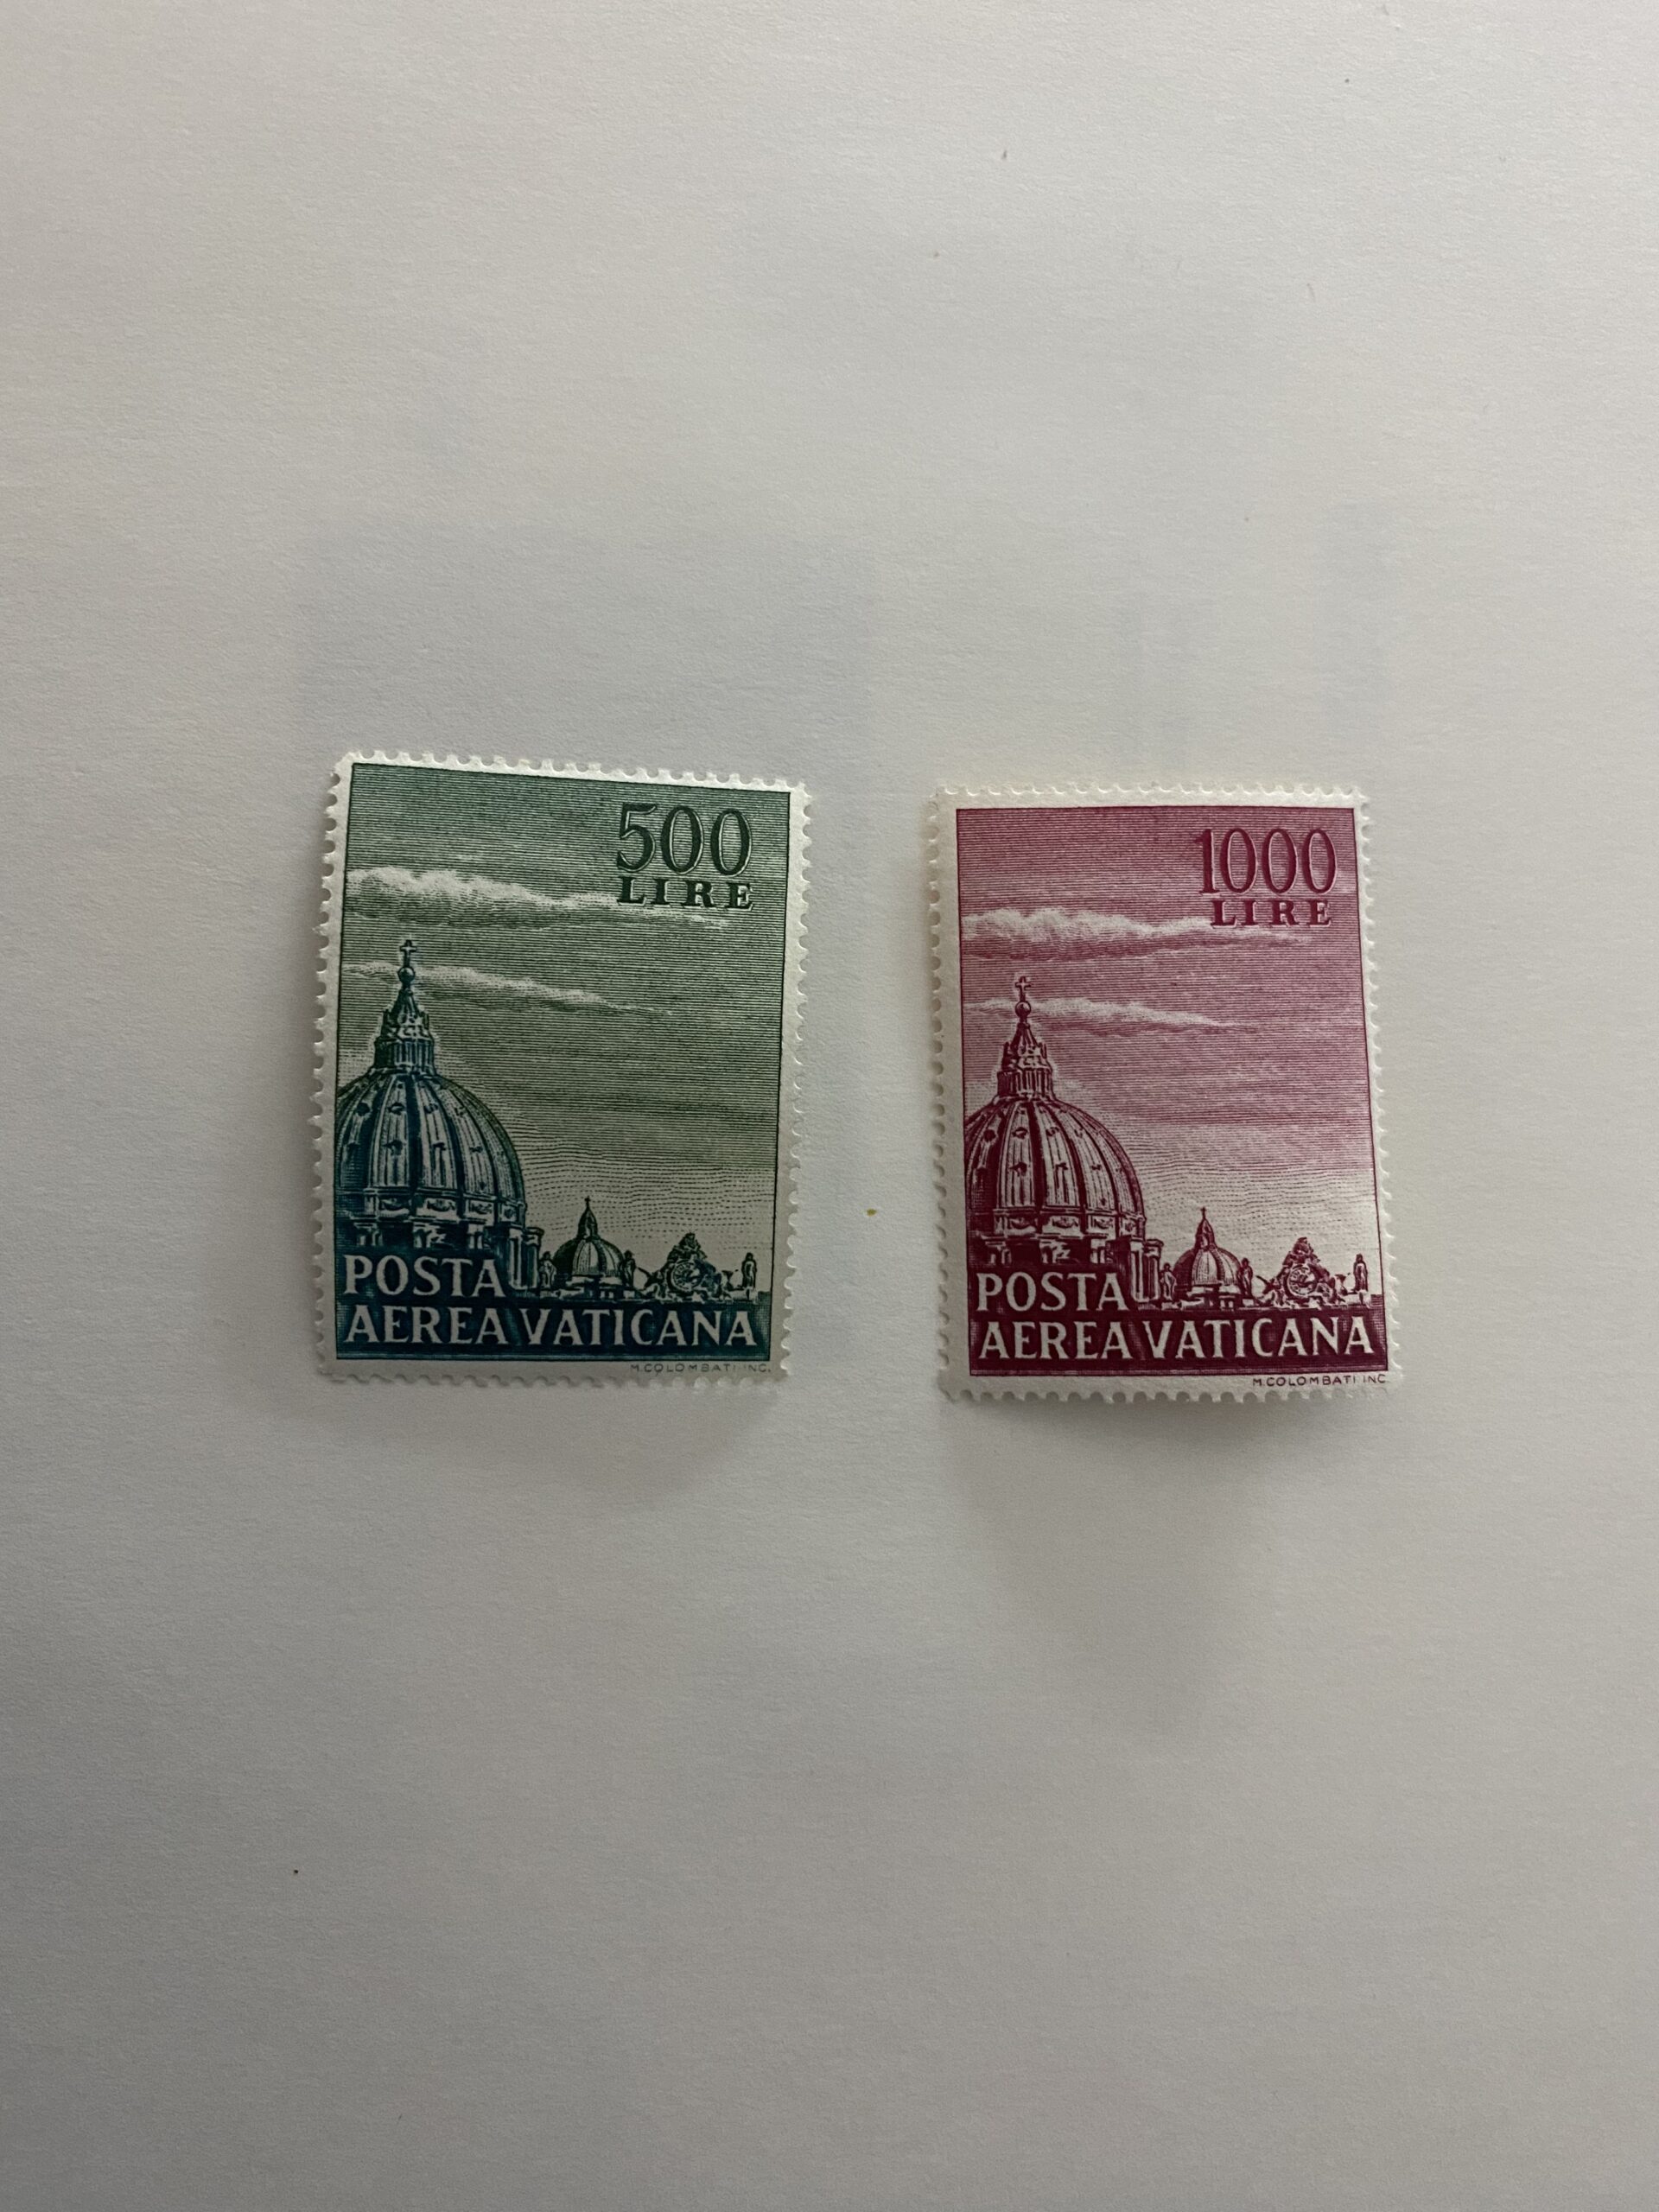 500
LIRE
POSTA
AEREA VATICANA
M.COLOMBATI INC.
1000
LIRE
POSTA
AEREA VATICANA
M.COLOMBATI INC